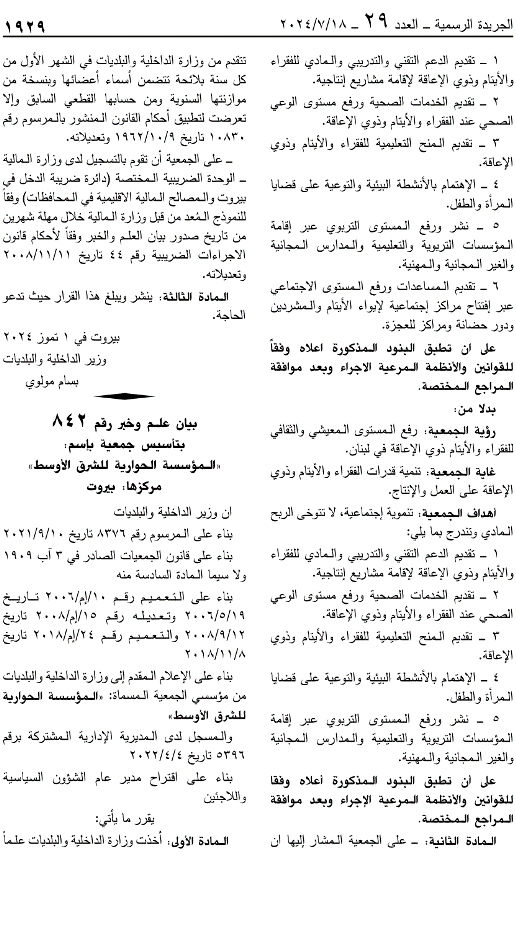 الجريدة الرسمية ـ العدد ٢٩ ـ ٢٠٢٤/٧/١٨
١٩٢٩
١ ـ تقديم الدعم التقني والتدريبي والمادي للفقراء
والأيتام وذوي الاعاقة لإقامة مشاريع إنتاجية.
٢ ـ تقديم الخدمات الصحية ورفع مستوى الوعي
الصحي عند الفقراء والأيتام وذوي الإعاقة.
٣ ـ تقديم المنح التعليمية للفقراء والأيتام وذوي
الإعاقة.
٤ ـ الإهتمام بالأنشطة البيئية والتوعية على قضايا
المرأة والطفل.
٥ ـ نشر ورفع المستوى التربوي عبر إقامة
المؤسسات التربوية والتعليمية والمدارس المجانية
والغير المجانية والمهنية.
٦ ـ تقديم المساعدات ورفع المستوى الاجتماعي
عبر إفتتاح مراكز إجتماعية لإيواء الأيتام والمشردين
ودور حضانة ومراكز للعجزة.
على ان تطبق البنود المذكورة اعلاه وفقاً
للقوانين والأنظمة المرعية الاجراء وبعد موافقة
المراجع المختصة.
بدلا من:
رؤية الجمعية: رفع المستوى المعيشي والثقافي
للفقراء والأيتام ذوي الاعاقة في لبنان.
غاية الجمعية: تنمية قدرات الفقراء والأيتام وذوي
الإعاقة على العمل والإنتاج.
أهداف الجمعية: تنموية إجتماعية، لا تتوخى الربح
المادي وتندرج بما يلي:
١ ـ تقديم الدعم التقني والتدريبي والمادي للفقراء
والأيتام وذوي الإعاقة لإقامة مشاريع إنتاجية.
٢ ـ تقديم الخدمات الصحية ورفع مستوى الوعي
الصحي عند الفقراء والأيتام وذوي الاعاقة.
٣ ـ تقديم المنح التعليمية للفقراء والأيتام وذوي
الاعاقة.
٤ ـ الإهتمام بالأنشطة البيئية والتوعية على قضايا
المرأة والطفل.
٥ ـ نشر ورفع المستوى التربوي عبر إقامة
المؤسسات التربوية والتعليمية والمدارس المجانية
والغير المجانية والمهنية.
على أن تطبق البنود المذكورة أعلاه وفقا
للقوانين والأنظمة المرعية الإجراء وبعد موافقة
المراجع المختصة.
المادة الثانية: ـ على الجمعية المشار إليها ان
تتقدم من وزارة الداخلية والبلديات في الشهر الأول من
كل سنة بلائحة تتضمن أسماء أعضائها وبنسخة من
موازنتها السنوية ومن حسابها القطعي السابق وإلا
تعرضت لتطبيق أحكام القانون المنشور بالمرسوم رقم
١٠٨٣٠ تاريخ ١٩٦٢/١٠/٩ وتعديلاته.
ـ على الجمعية أن تقوم بالتسجيل لدى وزارة المالية
ـ الوحدة الضريبية المختصة (دائرة ضريبة الدخل في
بيروت والمصالح المالية الاقليمية في المحافظات) وفقاً
للنموذج المُعد من قبل وزارة المالية خلال مهلة شهرين
من تاريخ صدور بيان العلم والخبر وفقاً لأحكام قانون
الاجراءات الضريبية رقم ٤٤ تاريخ ٢٠٠٨/١١/١١
وتعديلاته.
المادة الثالثة: ينشر ويبلغ هذا القرار حيث تدعو
الحاجة.
بيروت في ١ تموز ٢٠٢٤
وزير الداخلية والبلديات
بسام مولوي
بيان علم وخبر رقم ٨٤٢
بتأسيس جمعية بإسم:
«المؤسسة الحوارية للشرق الأوسط»
مركزها: بيروت
ان وزير الداخلية والبلديات
بناء على المرسوم رقم ٨٣٧٦ تاريخ ٢٠٢١/٩/١٠
بناء على قانون الجمعيات الصادر في ٣ آب ١٩٠٩
ولا سيما المادة السادسة منه
بناء على التعميم رقم ١٠/إم/٢٠٠٦ تاريخ
٢٠٠٦/٥/١٩ وتعديله رقم ١٥/إم/٢٠٠٨ تاريخ
٢٠٠٨/٩/١٢ والتعميم رقم ٢٤/إم/٢٠١٨ تاريخ
٢٠١٨/١١/٨
بناء على الإعلام المقدم إلى وزارة الداخلية والبلديات
من مؤسسي الجمعية المسماة: «المؤسسة الحوارية
للشرق الأوسط»
والمسجل لدى المديرية الإدارية المشتركة برقم
٥٣٩٦ تاريخ ٢٠٢٢/٤/٤
بناء على اقتراح مدير عام الشؤون السياسية
واللاجئين
يقرر ما يأتي:
المادة الأولى: أخذت وزارة الداخلية والبلديات علماً